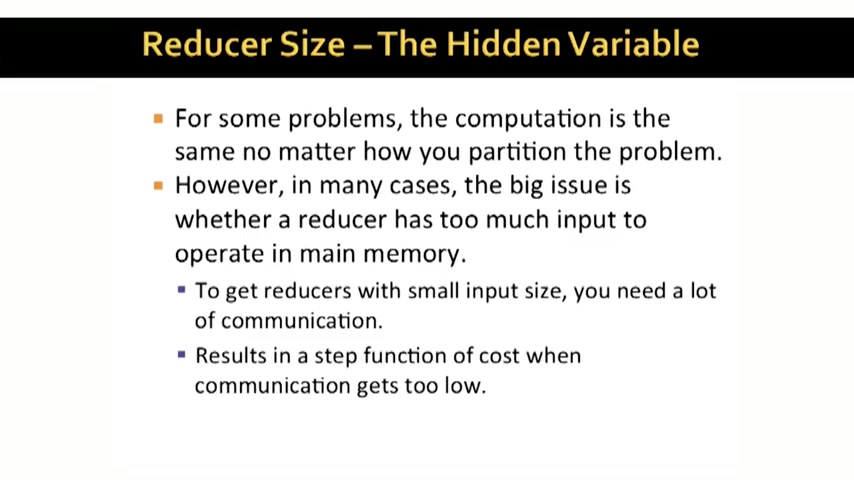 Reducer Size – The Hidden Variable
For some problems, the computation is the
same no matter how you partition the problem.
However, in many cases, the big issue is
whether a reducer has too much input to
operate in main memory.
To get reducers with small input size, you need a lot
of communication.
Results in a step function of cost when
communication gets too low.